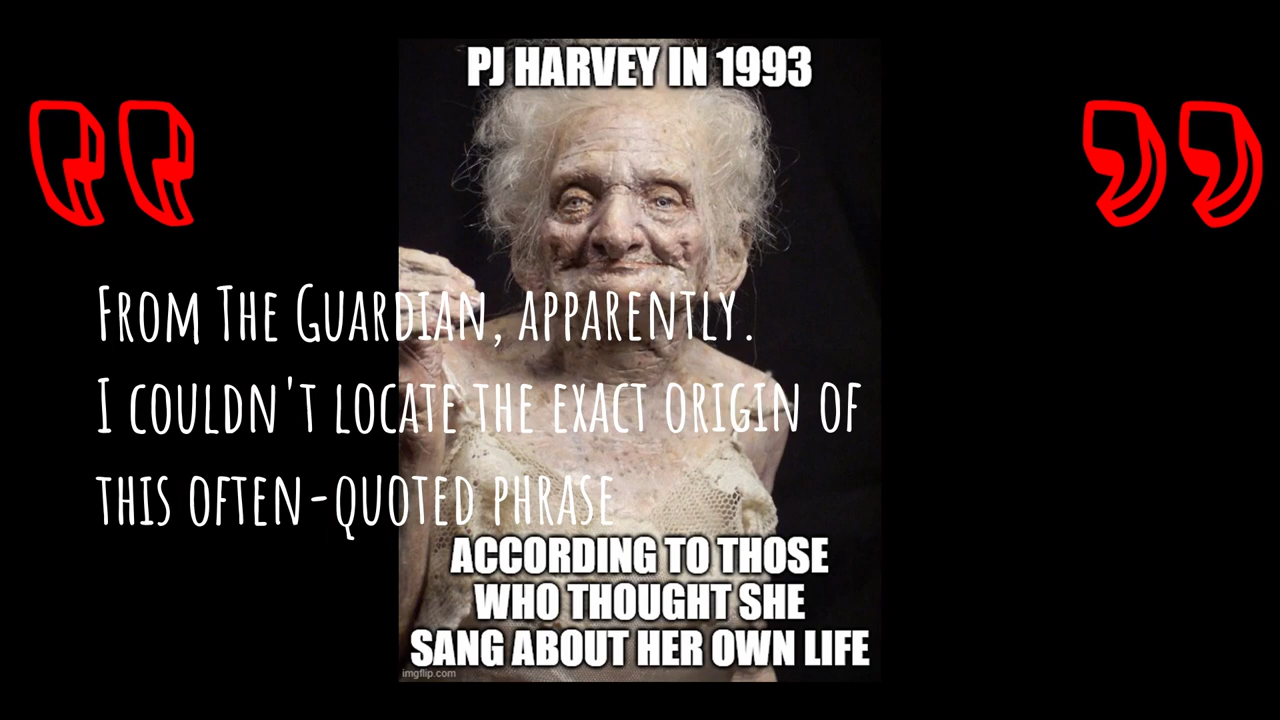 PJ HARVEY IN 1993
From The Guardian, apparently.
I couldn't locate the exact origin of
this often-quoted phrase
ACCORDING TO THOSE
WHO THOUGHT SHE
SANG ABOUT HER OWN LIFE
imgflip.com